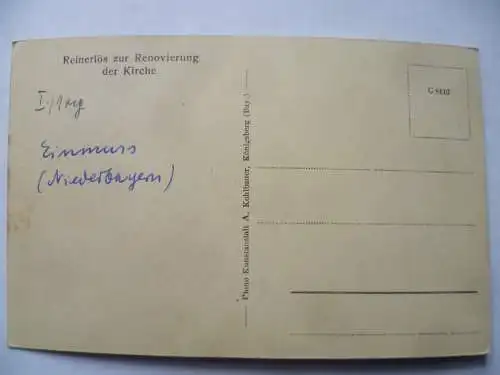 Reinerlös zur Renovierung
der Kirche
Einmuss
(Niederbayern)
Photo Kunstanstalt A. Kohlbauer, Königsberg (Bay.)